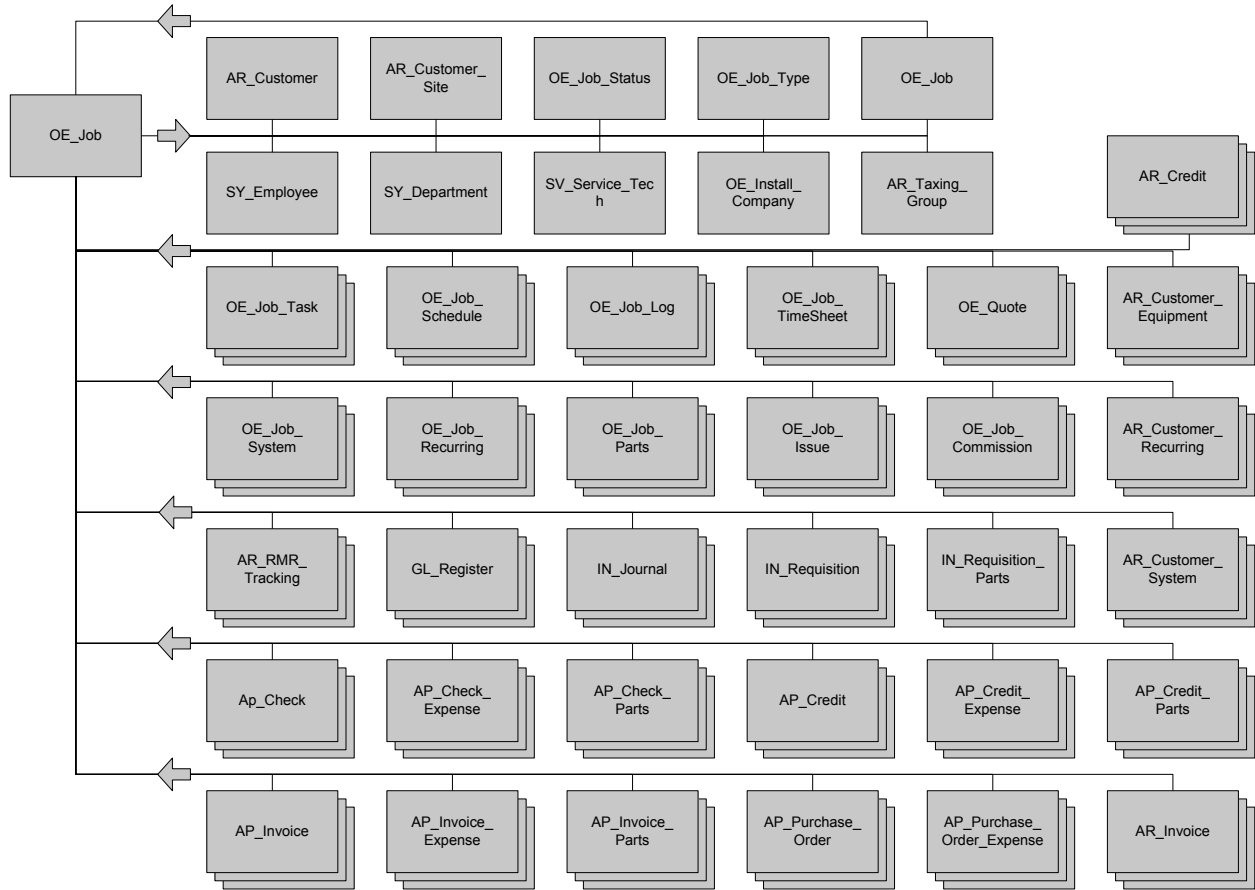 AR_Customer
AR_Customer_
Site
OE_Job_Status
OE_Job_Type
OE_Job
OE_Job
SY_Employee
SY_Department
SV_Service_Tec
h
OE_Install_
Company
AR_Taxing_
Group
AR_Credit
OE_Job_Task
OE_Job_
Schedule
OE_Job_Log
OE_Job_
TimeSheet
OE_Quote
AR_Customer_
Equipment
OE_Job_
System
OE_Job_
Recurring
OE_Job_
Parts
OE_Job_
Issue
OE_Job_
Commission
AR_Customer_
Recurring
AR_RMR_
Tracking
GL_Register
IN_Journal
IN_Requisition
IN_Requisition_
Parts
AR_Customer_
System
Ap_Check
AP_Check_
Expense
AP_Check_
Parts
AP_Credit
AP_Credit_
Expense
AP_Credit_
Parts
AP_Invoice
AP_Invoice_
Expense
AP_Invoice_
Parts
AP_Purchase_
Order
AP_Purchase_
Order_Expense
AR_Invoice